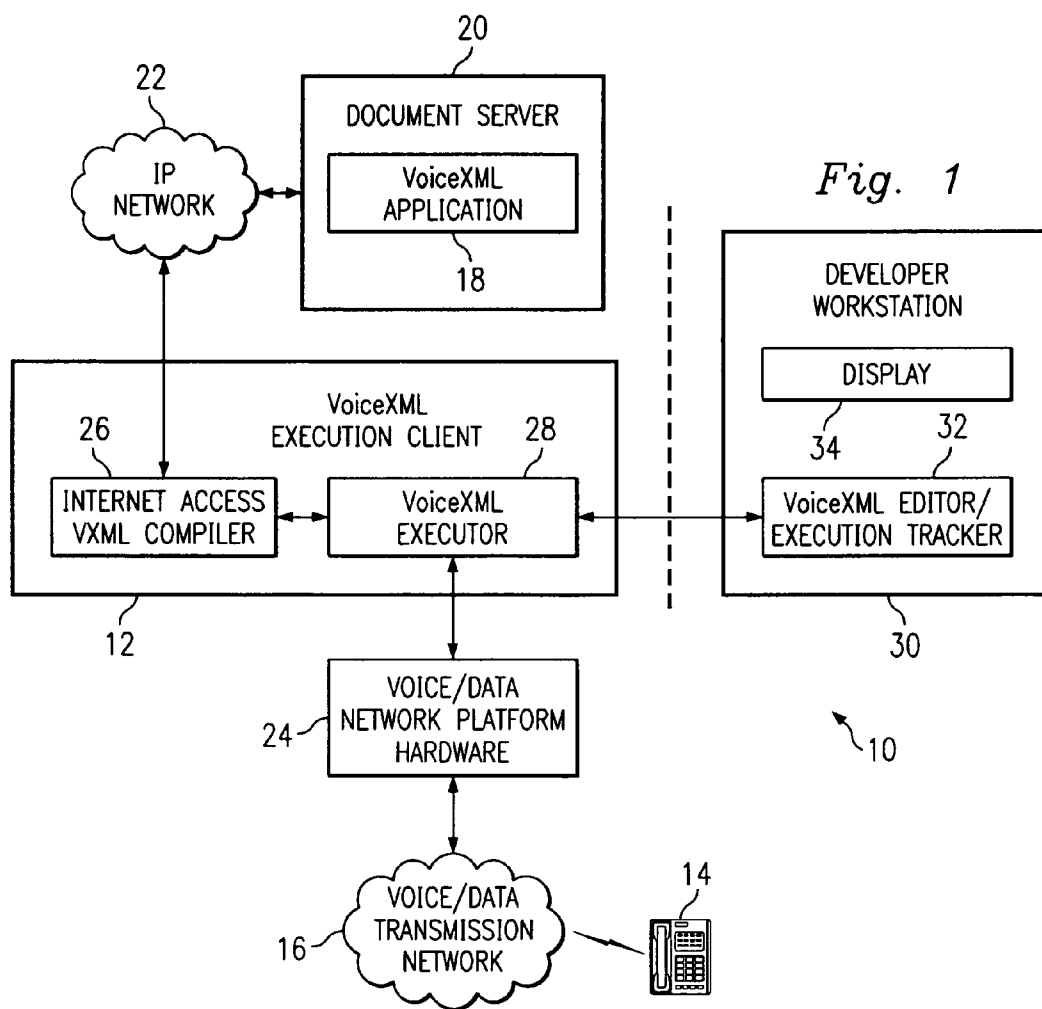 20
22
DOCUMENT SERVER
IP
NETWORK
VoiceXML
APPLICATION
18
Fig. 1
DEVELOPER
WORKSTATION
DISPLAY
34
32
VoiceXML
EXECUTION CLIENT
26
28
INTERNET ACCESS
VXML COMPILER
VoiceXML
EXECUTOR
VoiceXML EDITOR/
EXECUTION TRACKER
12
30
VOICE/DATA
NETWORK PLATFORM
HARDWARE
24
10
VOICE/DATA
TRANSMISSION
NETWORK
16
14